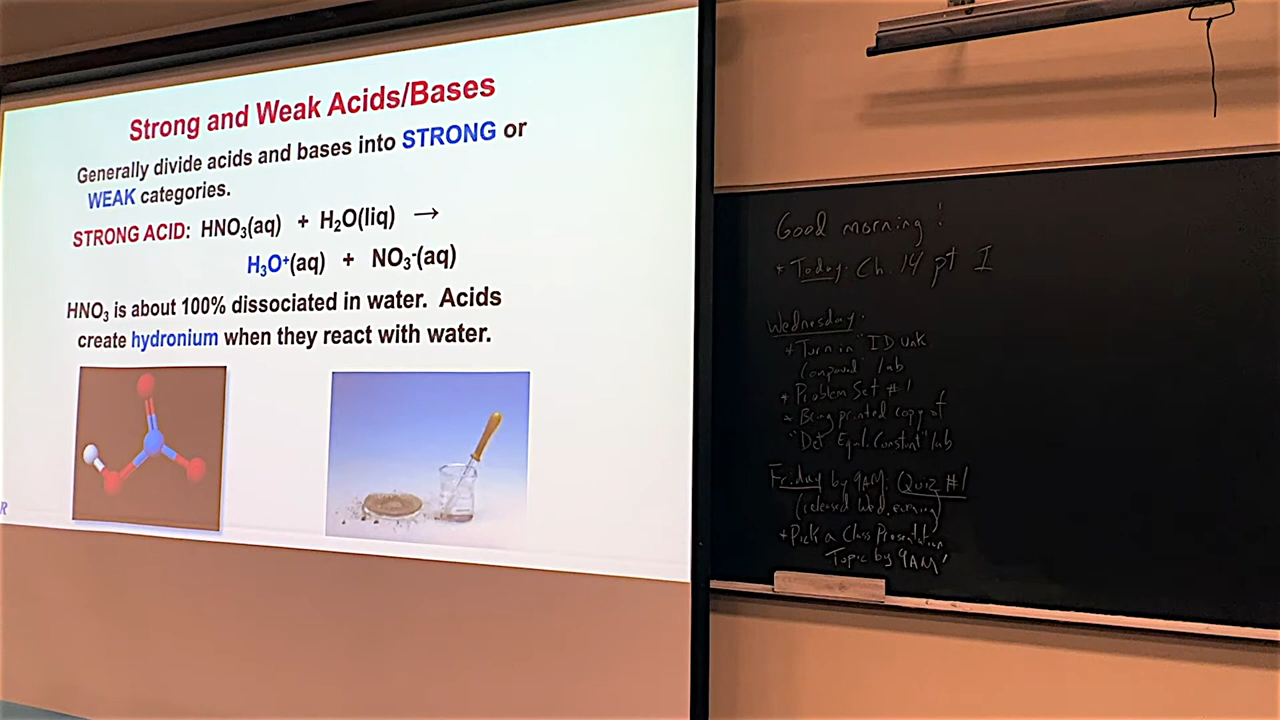 Strong and Weak Acids/Bases
Generally divide acids and bases into STRONG or
WEAK categories.
STRONG ACID: HNO₃(aq) + H₂O(liq) →
H₃O⁺(aq) + NO₃⁻(aq)
HNO₃ is about 100% dissociated in water. Acids
create hydronium when they react with water.
R
Good morning!
* Today: Ch. 14 pt I
Wednesday:
* Turn in "ID Unk.
Compound" lab
* Problem Set #1
* Bring printed copy of
"Det Equil. Constant" lab
Friday by 9AM: Quiz #1
(released Wed.
* Pick a Class Presentation
Topic by 9AM!